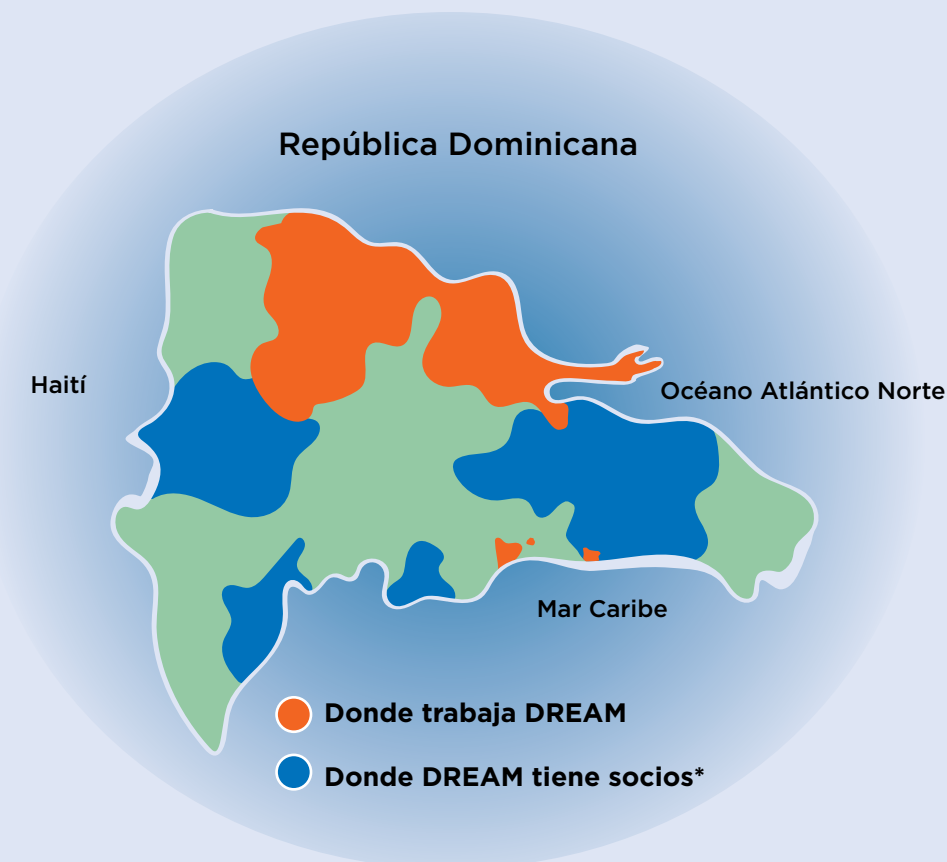 República Dominicana
Haití
Océano Atlántico Norte
Mar Caribe
Donde trabaja DREAM
Donde DREAM tiene socios*